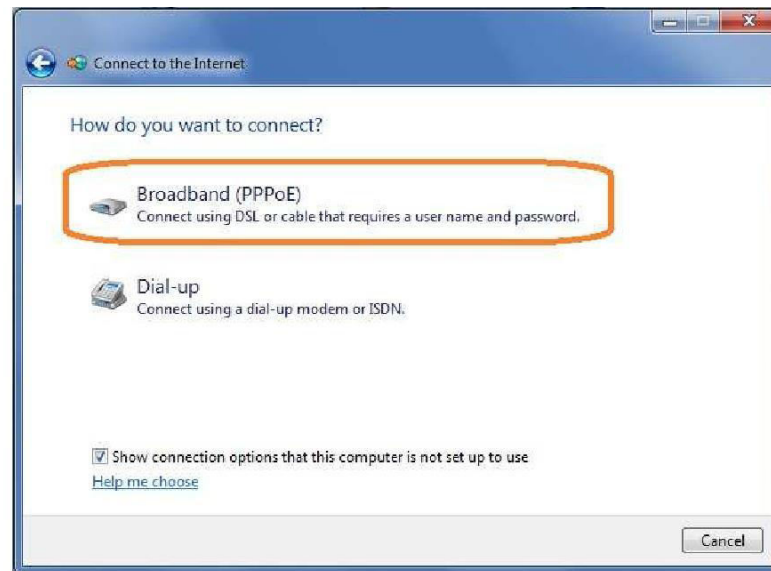 Connect to the Internet
How do you want to connect?
Broadband (PPPoE)
Connect using DSL or cable that requires a user name and password.
Dial-up
Connect using a dial-up modem or ISDN.
Show connection options that this computer is not set up to use
Help me choose
Cancel